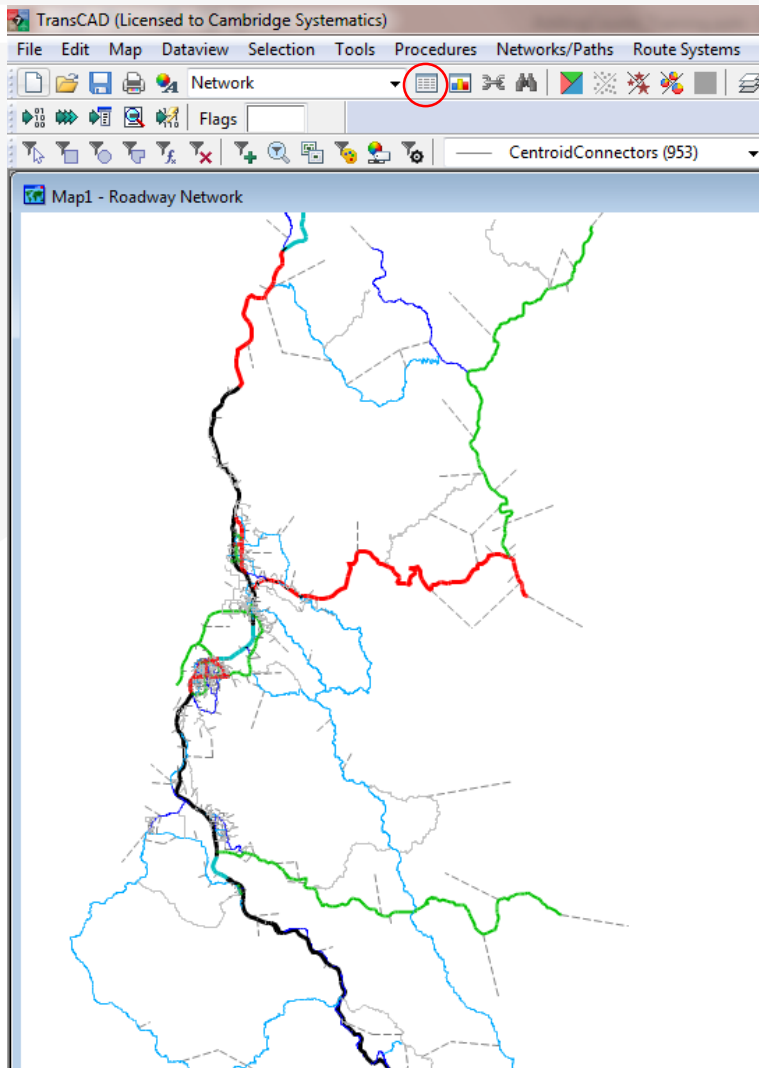 TransCAD (Licensed to Cambridge Systematics)
File Edit Map Dataview Selection Tools Procedures Networks/Paths Route Systems
Network
Flags
CentroidConnectors (953)
Map1 - Roadway Network